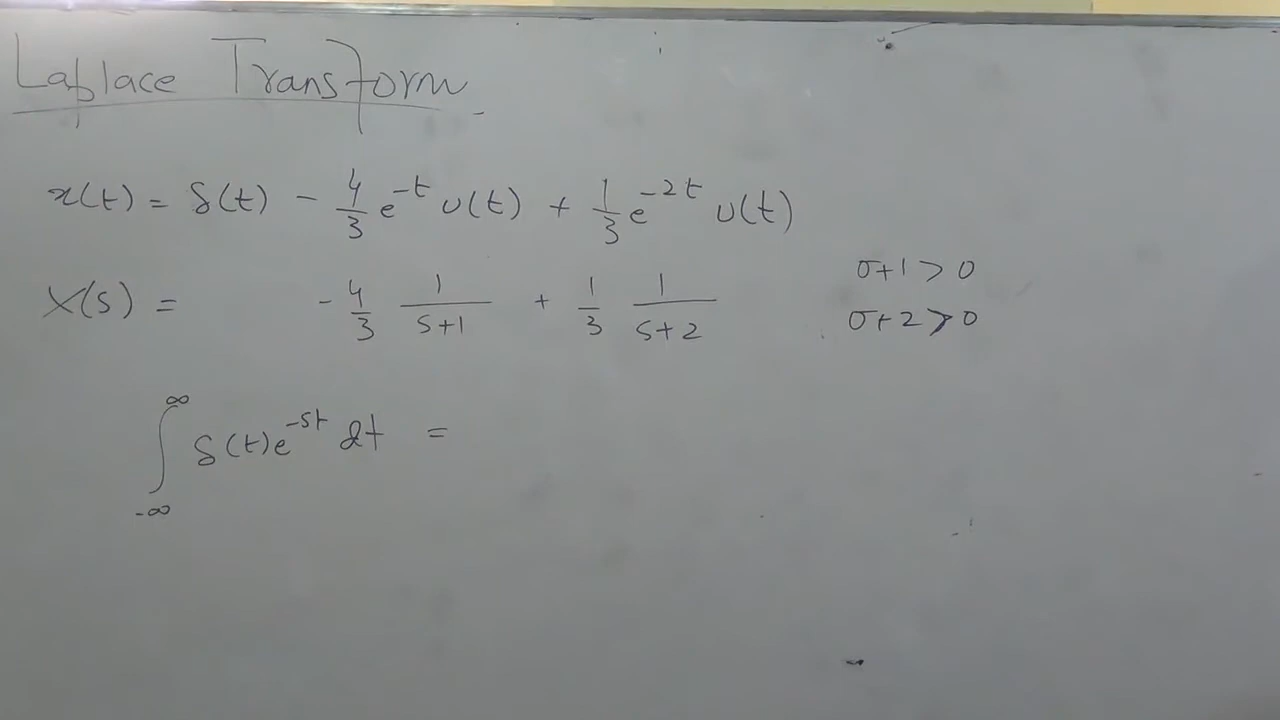 Laplace Transform
x(t) = δ(t) - 4/3 e^{-t} u(t) + 1/3 e^{-2t} u(t)
X(s) = - 4/3 1/(s+1) + 1/3 1/(s+2)
σ+1 > 0
σ+2 > 0
∫_{-∞}^{∞} δ(t) e^{-st} dt =